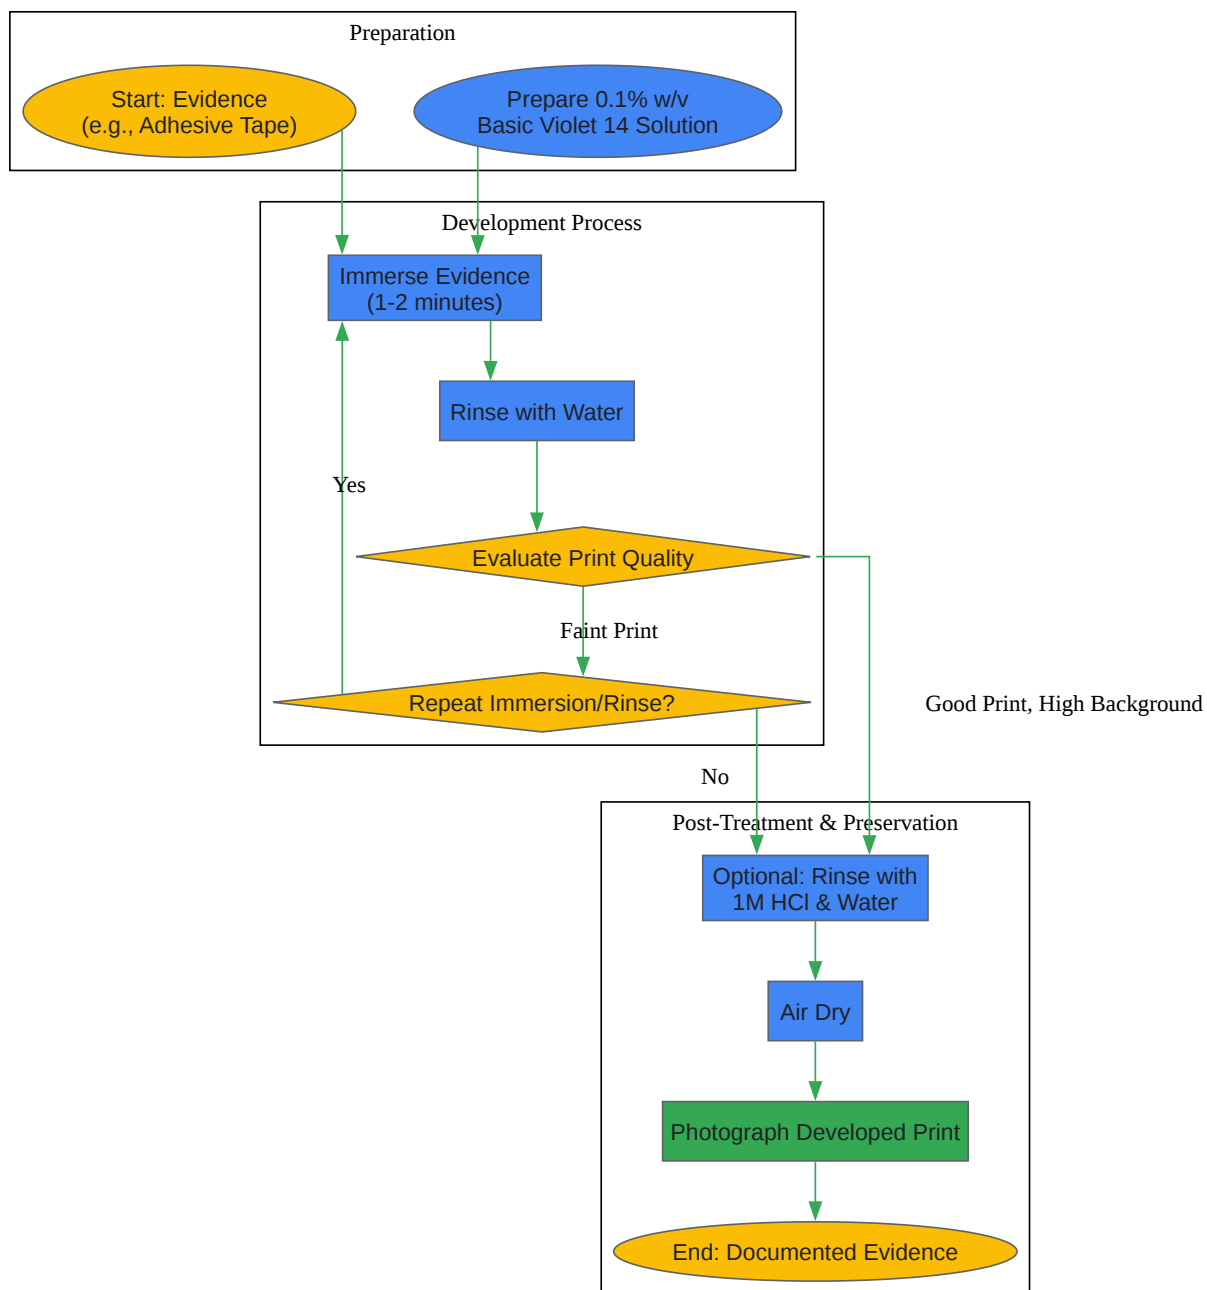 Preparation
Start: Evidence
(e.g., Adhesive Tape)
Prepare 0.1% w/v
Basic Violet 14 Solution
Development Process
Immerse Evidence
(1-2 minutes)
Rinse with Water
Yes
Evaluate Print Quality
Faint Print
Repeat Immersion/Rinse?
Good Print, High Background
No
Post-Treatment & Preservation
Optional: Rinse with
1M HCl & Water
Air Dry
Photograph Developed Print
End: Documented Evidence